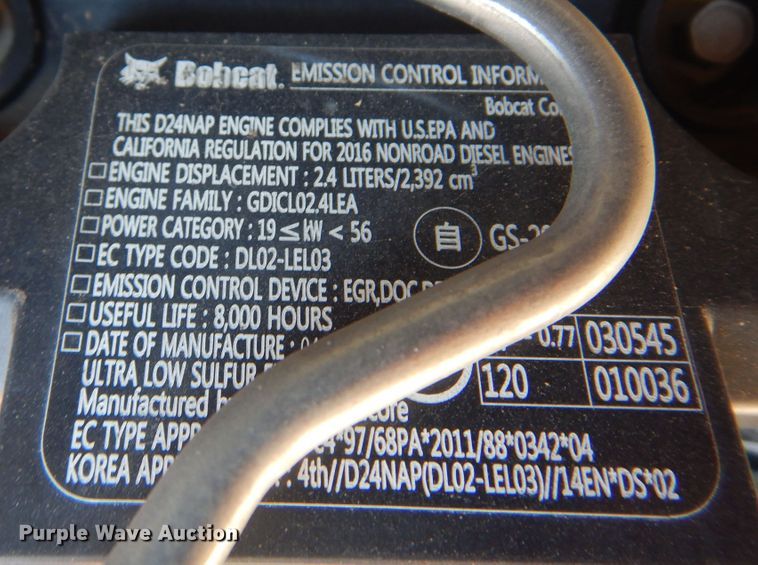 Bobcat. EMISSION CONTROL
Bobcat
THIS D24NAP ENGINE COMPLIES WITH U.S.EPA AND
CALIFORNIA REGULATION FOR 2016 NONROAD DIESEL ENGINES
□ ENGINE DISPLACEMENT : 2.4 LITERS/2,392 cm³
□ ENGINE FAMILY : GDICL02.4LEA
□ POWER CATEGORY : 19 ≤ kW < 56
自 GS-
□ EC TYPE CODE : DL02-LEL03
□ EMISSION CONTROL DEVICE : EGR,DOC
□ USEFUL LIFE : 8,000 HOURS
□ DATE OF MANUFACTURE :
0.77 030545
ULTRA LOW SULFUR
120 010036
Manufactured
EC TYPE
*97/68PA*2011/88*0342*04
KOREA
: 4th//D24NAP(DL02-LEL03)//14EN*DS*02
Purple Wave Auction